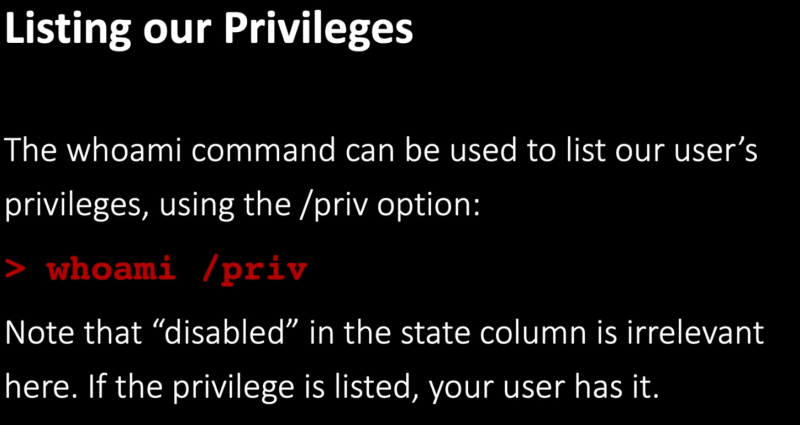 Listing our Privileges
The whoami command can be used to list our user’s
privileges, using the /priv option:
> whoami /priv
Note that “disabled” in the state column is irrelevant
here. If the privilege is listed, your user has it.